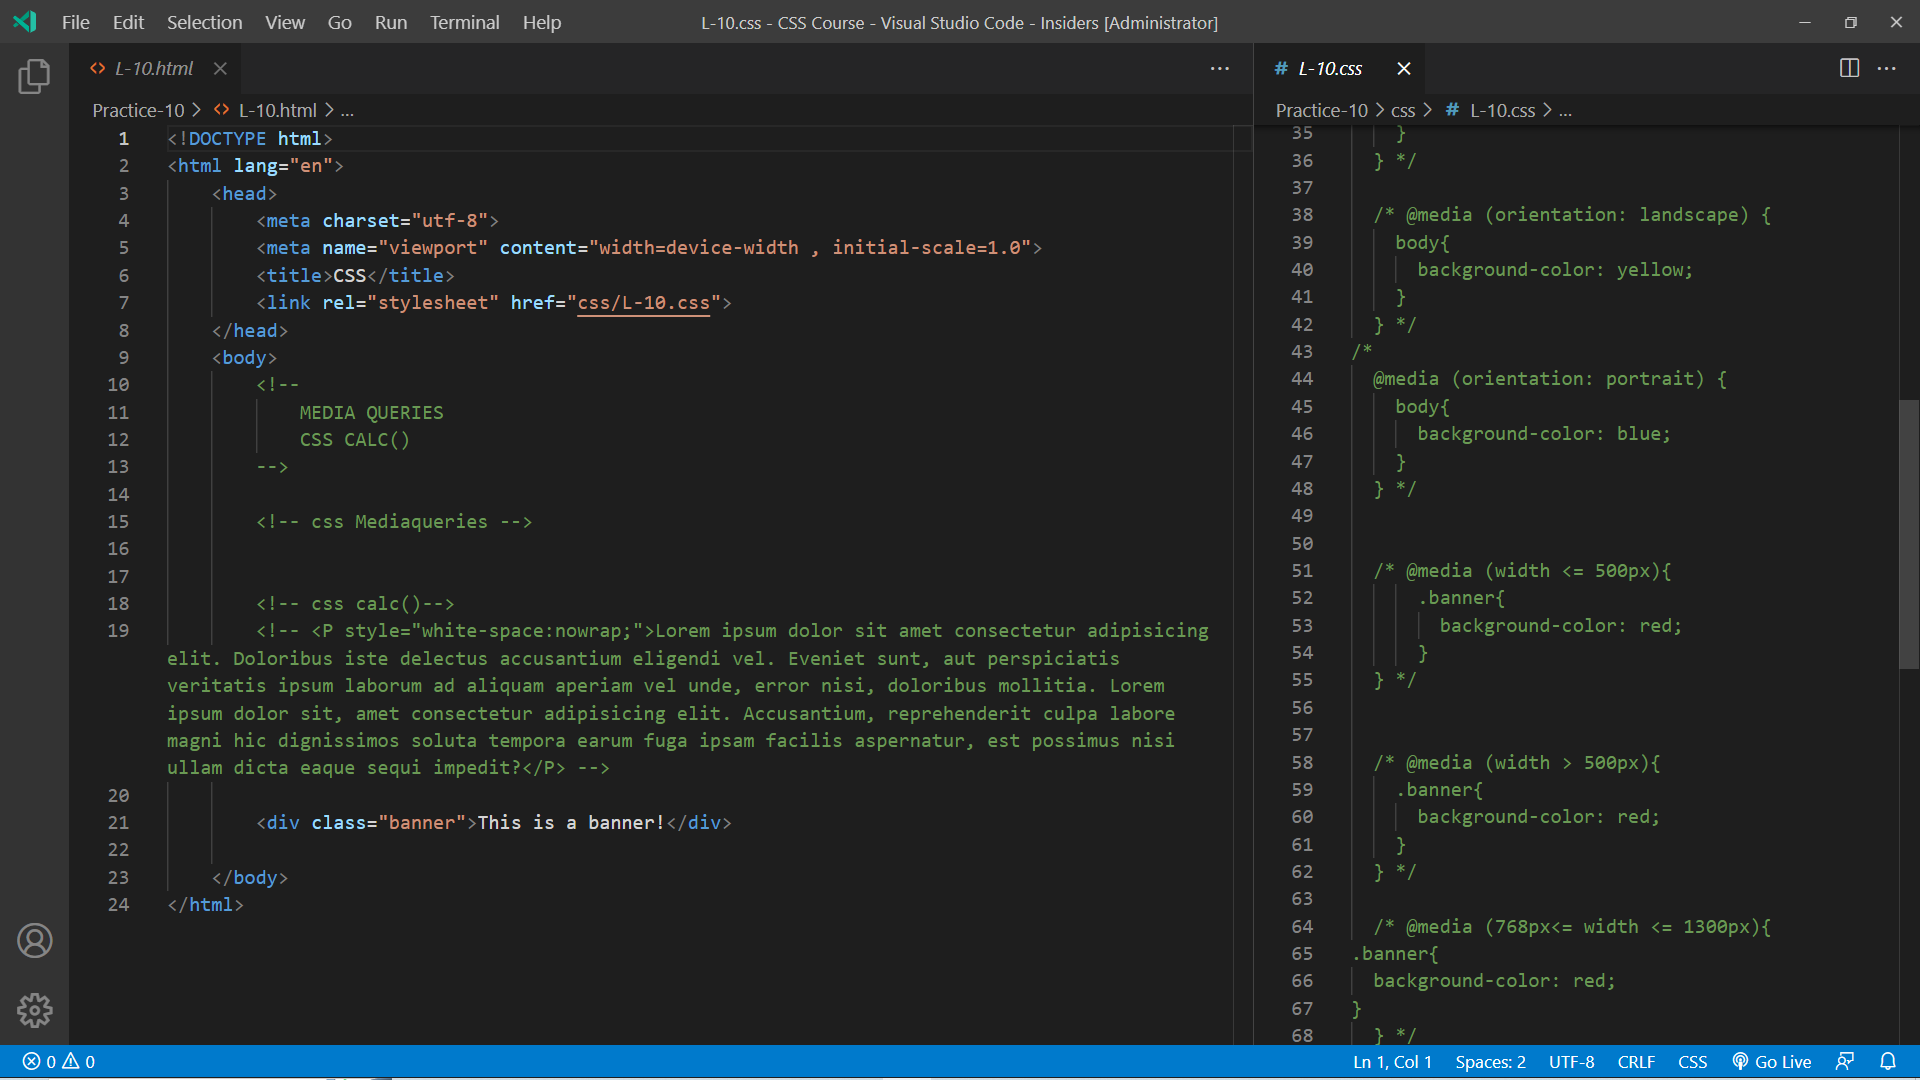 File Edit Selection View Go Run Terminal Help
L-10.css - CSS Course - Visual Studio Code - Insiders [Administrator]
L-10.html
Practice-10 > L-10.html > ...
1 <!DOCTYPE html>
2 <html lang="en">
3 <head>
4 <meta charset="utf-8">
5 <meta name="viewport" content="width=device-width , initial-scale=1.0">
6 <title>CSS</title>
7 <link rel="stylesheet" href="css/L-10.css">
8 </head>
9 <body>
10 <!--
11 MEDIA QUERIES
12 CSS CALC()
13 -->
14
15 <!-- css Mediaqueries -->
16
17
18 <!-- css calc()-->
19 <!-- <P style="white-space:nowrap;">Lorem ipsum dolor sit amet consectetur adipisicing
elit. Doloribus iste delectus accusantium eligendi vel. Eveniet sunt, aut perspiciatis
veritatis ipsum laborum ad aliquam aperiam vel unde, error nisi, doloribus mollitia. Lorem
ipsum dolor sit, amet consectetur adipisicing elit. Accusantium, reprehenderit culpa labore
magni hic dignissimos soluta tempora earum fuga ipsam facilis aspernatur, est possimus nisi
ullam dicta eaque sequi impedit?</P> -->
20
21 <div class="banner">This is a banner!</div>
22
23 </body>
24 </html>
# L-10.css
Practice-10 > css > # L-10.css > ...
35 }
36 } */
37
38 /* @media (orientation: landscape) {
39 body{
40 background-color: yellow;
41 }
42 } */
43 /*
44 @media (orientation: portrait) {
45 body{
46 background-color: blue;
47 }
48 } */
49
50
51 /* @media (width <= 500px){
52 .banner{
53 background-color: red;
54 }
55 } */
56
57
58 /* @media (width > 500px){
59 .banner{
60 background-color: red;
61 }
62 } */
63
64 /* @media (768px<= width <= 1300px){
65 .banner{
66 background-color: red;
67 }
68 } */
0 0
Ln 1, Col 1 Spaces: 2 UTF-8 CRLF CSS Go Live